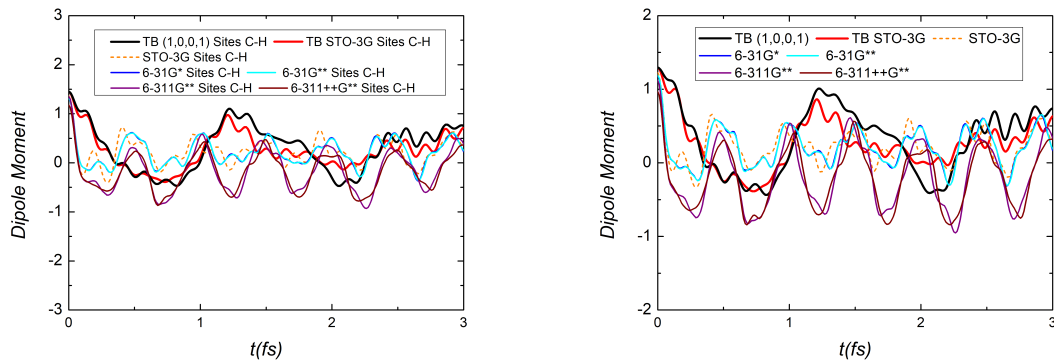 3
2
1
0
-1
-2
-3
Dipole Moment
TB (1,0,0,1) Sites C-H TB STO-3G Sites C-H
STO-3G Sites C-H
6-31G* Sites C-H 6-31G** Sites C-H
6-311G** Sites C-H 6-311++G** Sites C-H
0 1 2 3
t(fs)
2
1
0
-1
-2
Dipole Moment
TB (1,0,0,1) TB STO-3G STO-3G
6-31G* 6-31G**
6-311G** 6-311++G**
0 1 2 3
t(fs)